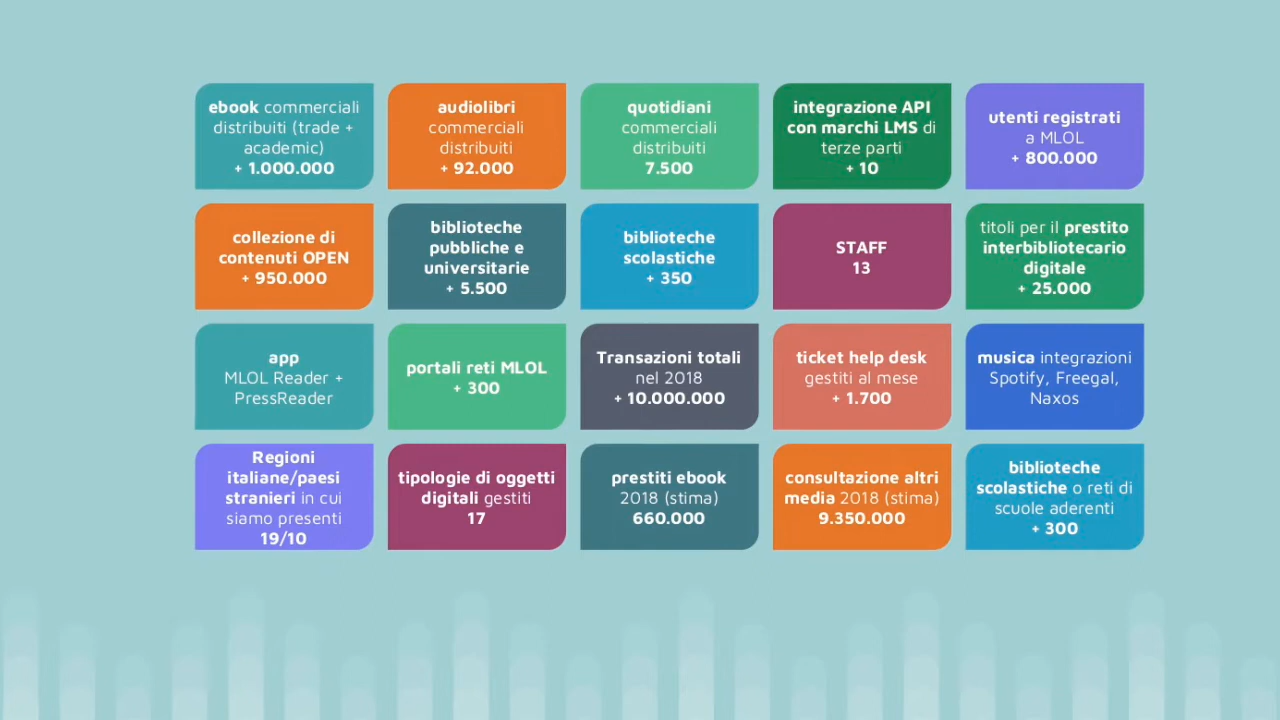 ebook commerciali
distribuiti (trade +
academic)
+ 1.000.000
audiolibri
commerciali
distribuiti
+ 92.000
quotidiani
commerciali
distribuiti
7.500
integrazione API
con marchi LMS di
terze parti
+ 10
utenti registrati
a MLOL
+ 800.000
collezione di
contenuti OPEN
+ 950.000
biblioteche
pubbliche e
universitarie
+ 5.500
biblioteche
scolastiche
+ 350
STAFF
13
titoli per il prestito
interbibliotecario
digitale
+ 25.000
app
MLOL Reader +
PressReader
portali reti MLOL
+ 300
Transazioni totali
nel 2018
+ 10.000.000
ticket help desk
gestiti al mese
+ 1.700
musica integrazioni
Spotify, Freegal,
Naxos
Regioni
italiane/paesi
stranieri in cui
siamo presenti
19/10
tipologie di oggetti
digitali gestiti
17
prestiti ebook
2018 (stima)
660.000
consultazione altri
media 2018 (stima)
9.350.000
biblioteche
scolastiche o reti di
scuole aderenti
+ 300